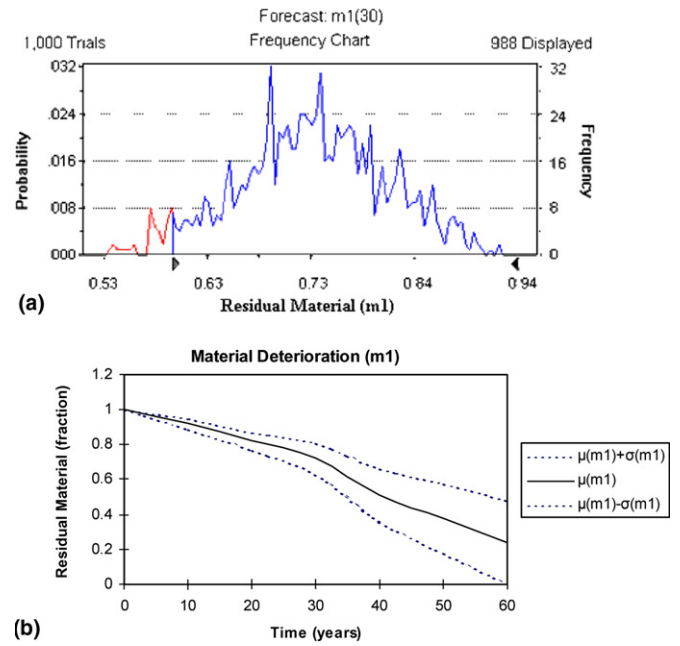 Forecast: m1(30)
1,000 Trials Frequency Chart 988 Displayed
.032 32
.024 24
.016 16
.008 8
.000 0
Probability
Frequency
0.53 0.63 0.73 0.84 0.94
Residual Material (m1)
(a)
Material Deterioration (m1)
1.2
1
0.8
0.6
0.4
0.2
0
Residual Material (fraction)
0 10 20 30 40 50 60
Time (years)
μ(m1)+σ(m1)
μ(m1)
μ(m1)-σ(m1)
(b)